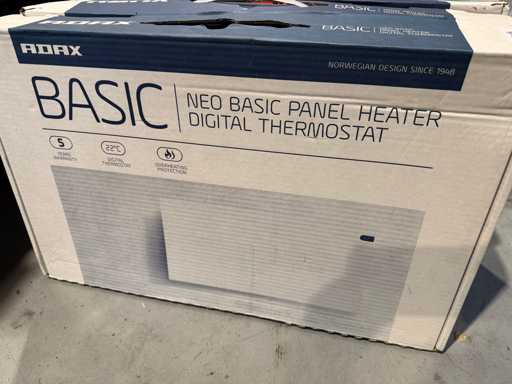 BASIC
ADAX
NORWEGIAN DESIGN SINCE 1948
BASIC
NEO BASIC PANEL HEATER
DIGITAL THERMOSTAT
5
YEARS
WARRANTY
22°C
DIGITAL
THERMOSTAT
OVERHEATING
PROTECTION